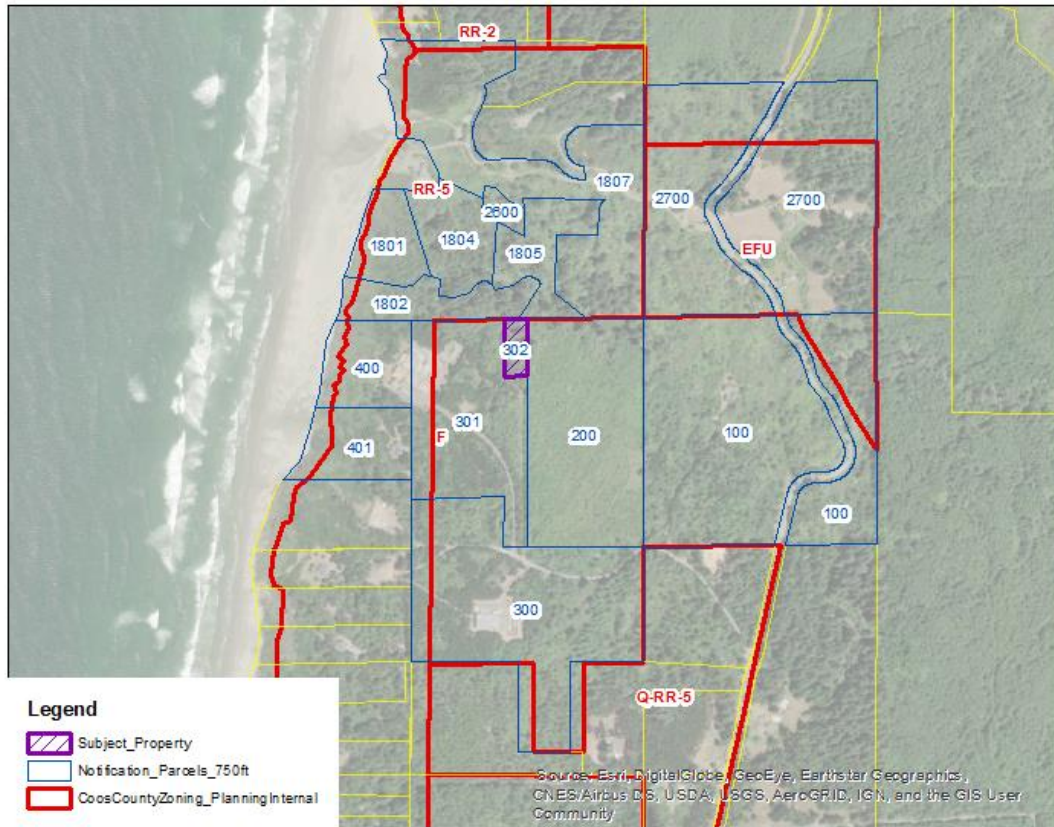 RR-2
1807
RR-5
2600
2700
2700
1801
1804
1805
EFU
1802
302
400
301
F
200
100
401
100
300
Q-RR-5
Legend
Subject_Property
Notification_Parcels_750ft
CoosCountyZoning_PlanningInternal
Source: Esri, DigitalGlobe, GeoEye, Earthstar Geographics,
CNES/Airbus DS, USDA, USGS, AeroGRID, IGN, and the GIS User
Community